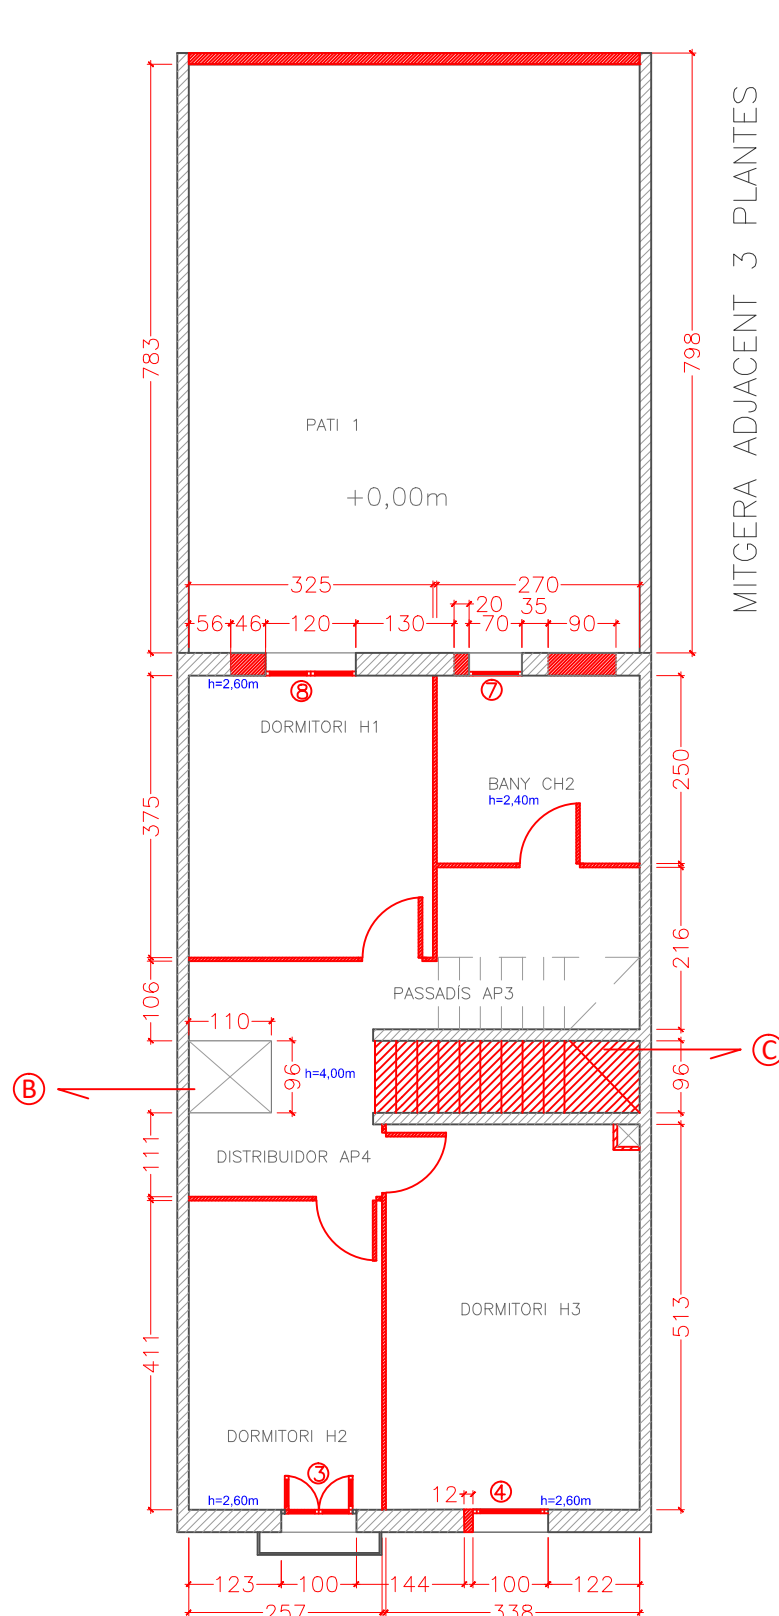 MITGERA ADJACENT 3 PLANTES
783
798
PATI 1
+0,00m
325
270
20
35
56
46
120
130
70
90
h=2,60m
8
7
DORMITORI H1
BANY CH2
h=2,40m
250
375
216
PASSADÍS AP3
106
110
C
B
96
h=4,00m
96
111
DISTRIBUIDOR AP4
DORMITORI H3
513
411
DORMITORI H2
3
4
12
h=2,60m
h=2,60m
123
100
144
100
122
257
338